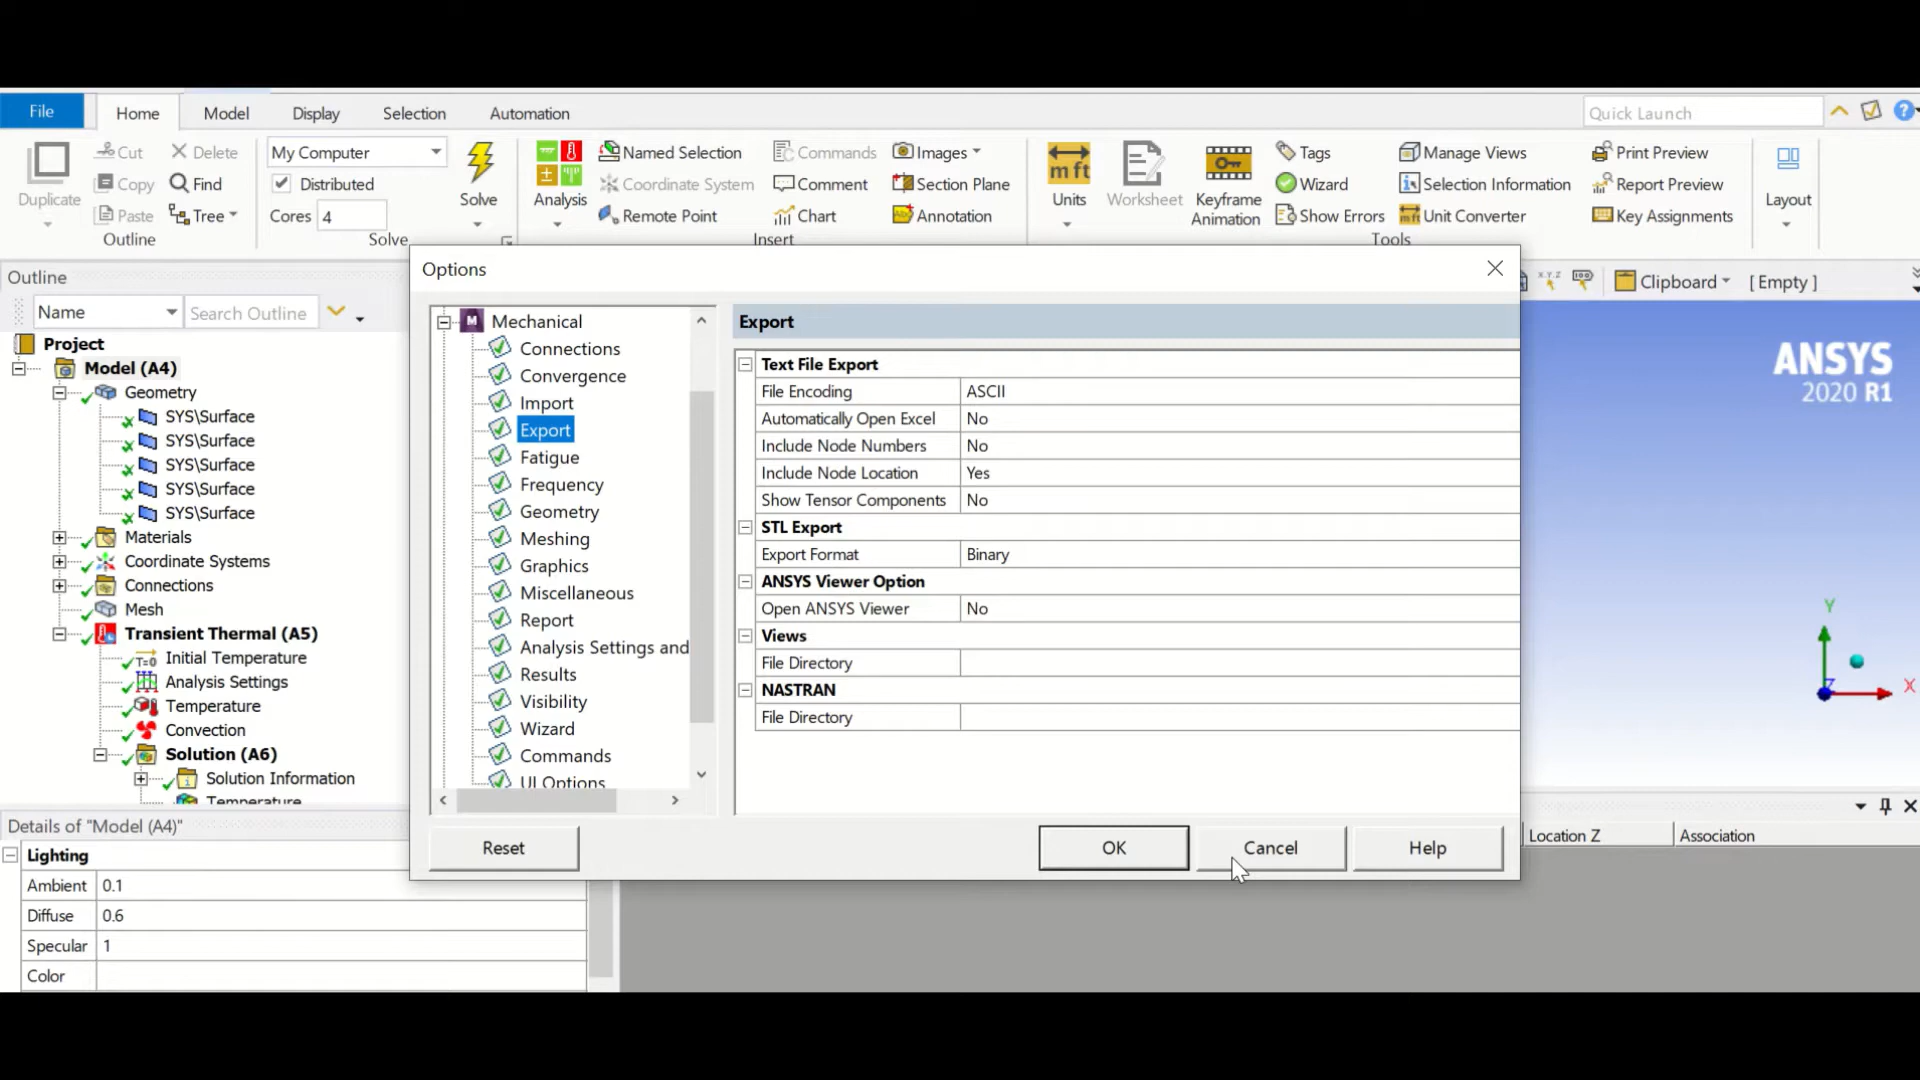 File
Home
Model
Display
Selection
Automation
Quick Launch
Duplicate
Cut
Delete
Copy
Find
Paste
Tree
Outline
My Computer
Distributed
Cores 4
Solve
Solve
Analysis
Named Selection
Commands
Images
Coordinate System
Comment
Section Plane
Remote Point
Chart
Annotation
Insert
mft
Units
Worksheet
Keyframe
Animation
Tags
Manage Views
Print Preview
Wizard
Selection Information
Report Preview
Show Errors
Unit Converter
Key Assignments
Tools
Layout
Outline
Name
Search Outline
Clipboard
[ Empty ]
Project
Model (A4)
Geometry
SYS\Surface
SYS\Surface
SYS\Surface
SYS\Surface
SYS\Surface
Materials
Coordinate Systems
Connections
Mesh
Transient Thermal (A5)
T=0 Initial Temperature
Analysis Settings
Temperature
Convection
Solution (A6)
Solution Information
Temperature
Options
M Mechanical
Connections
Convergence
Import
Export
Fatigue
Frequency
Geometry
Meshing
Graphics
Miscellaneous
Report
Analysis Settings and
Results
Visibility
Wizard
Commands
UI Options
Export
Text File Export
File Encoding ASCII
Automatically Open Excel No
Include Node Numbers No
Include Node Location Yes
Show Tensor Components No
STL Export
Export Format Binary
ANSYS Viewer Option
Open ANSYS Viewer No
Views
File Directory
NASTRAN
File Directory
Reset
OK
Cancel
Help
ANSYS
2020 R1
Y
Z
X
Location Z
Association
Details of "Model (A4)"
Lighting
Ambient 0.1
Diffuse 0.6
Specular 1
Color